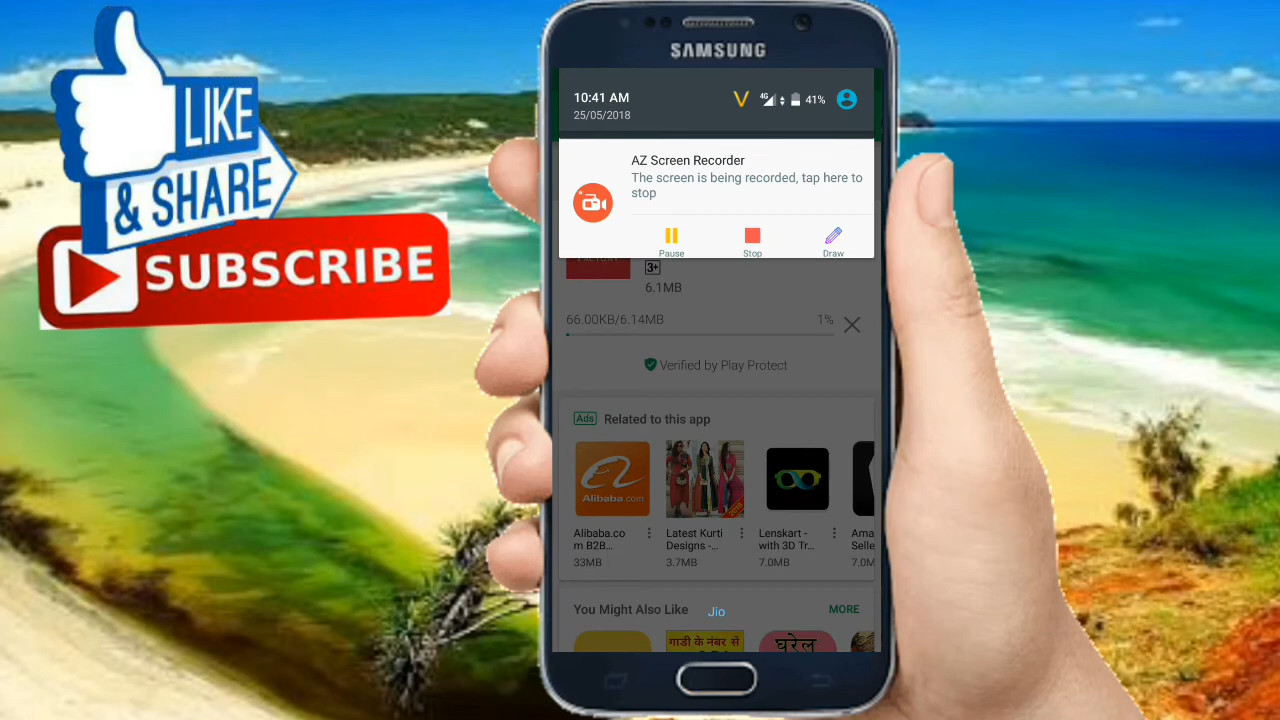 LIKE
& SHARE
SUBSCRIBE
SAMSUNG
10:41 AM
4G
41%
25/05/2018
AZ Screen Recorder
The screen is being recorded, tap here to
stop
Pause
Stop
Draw
3+
6.1MB
66.00KB/6.14MB
1%
Verified by Play Protect
Ads
Related to this app
Alibaba.com
Alibaba.co
m B2B...
33MB
Latest Kurti
Designs -...
3.7MB
Lenskart -
with 3D Tr...
7.0MB
Ama
Selle
7.0M
You Might Also Like
Jio
MORE
गाडी के नंबर से
घरेल